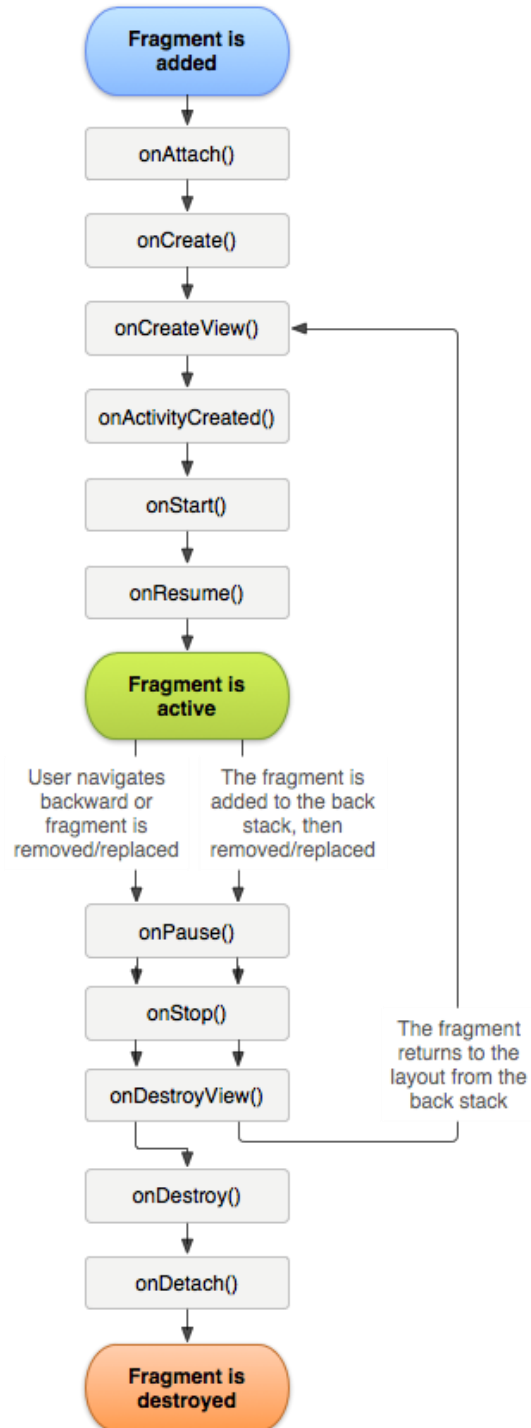 Fragment is
added
onAttach()
onCreate()
onCreateView()
onActivityCreated()
onStart()
onResume()
Fragment is
active
User navigates
backward or
fragment is
removed/replaced
The fragment is
added to the back
stack, then
removed/replaced
onPause()
onStop()
onDestroyView()
The fragment
returns to the
layout from the
back stack
onDestroy()
onDetach()
Fragment is
destroyed